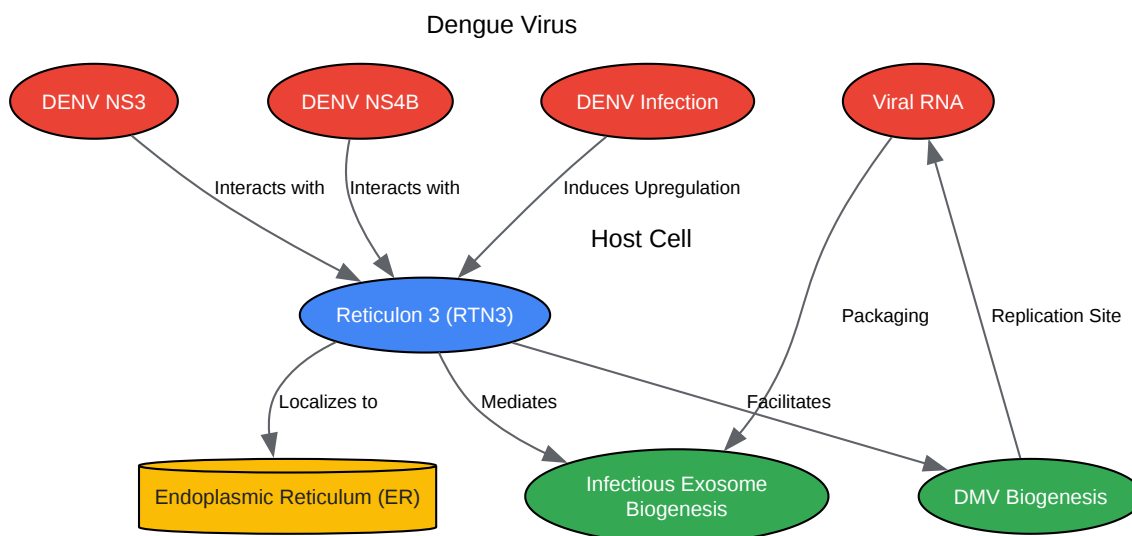 Dengue Virus
DENV NS3
DENV NS4B
DENV Infection
Viral RNA
Interacts with
Interacts with
Induces Upregulation
Host Cell
Reticulon 3 (RTN3)
Packaging
Replication Site
Localizes to
Mediates
Facilitates
Endoplasmic Reticulum (ER)
Infectious Exosome
Biogenesis
DMV Biogenesis